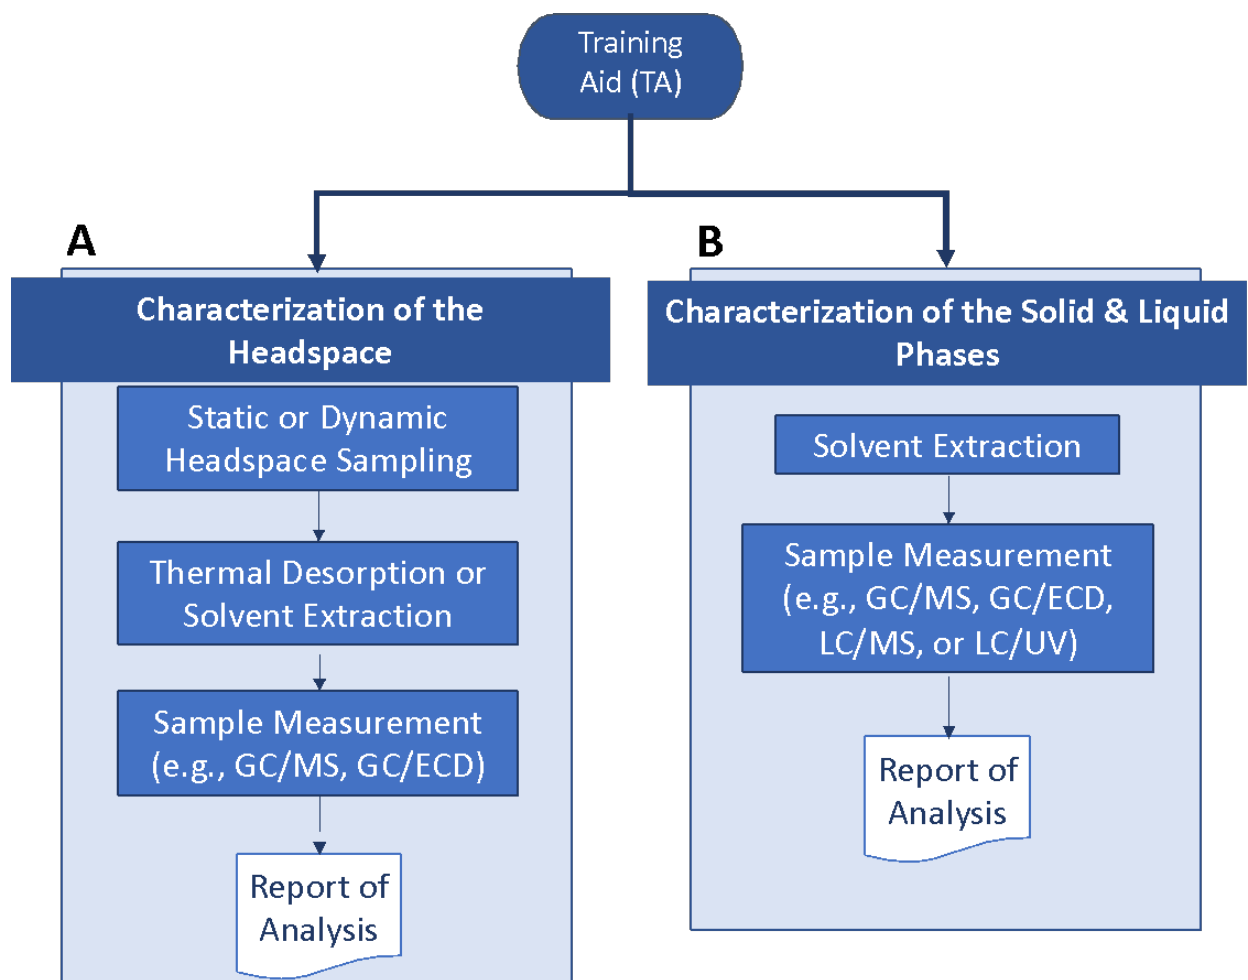 Training
Aid (TA)
A
Characterization of the
Headspace
Static or Dynamic
Headspace Sampling
Thermal Desorption or
Solvent Extraction
Sample Measurement
(e.g., GC/MS, GC/ECD)
Report of
Analysis
B
Characterization of the Solid & Liquid
Phases
Solvent Extraction
Sample Measurement
(e.g., GC/MS, GC/ECD,
LC/MS, or LC/UV)
Report of
Analysis